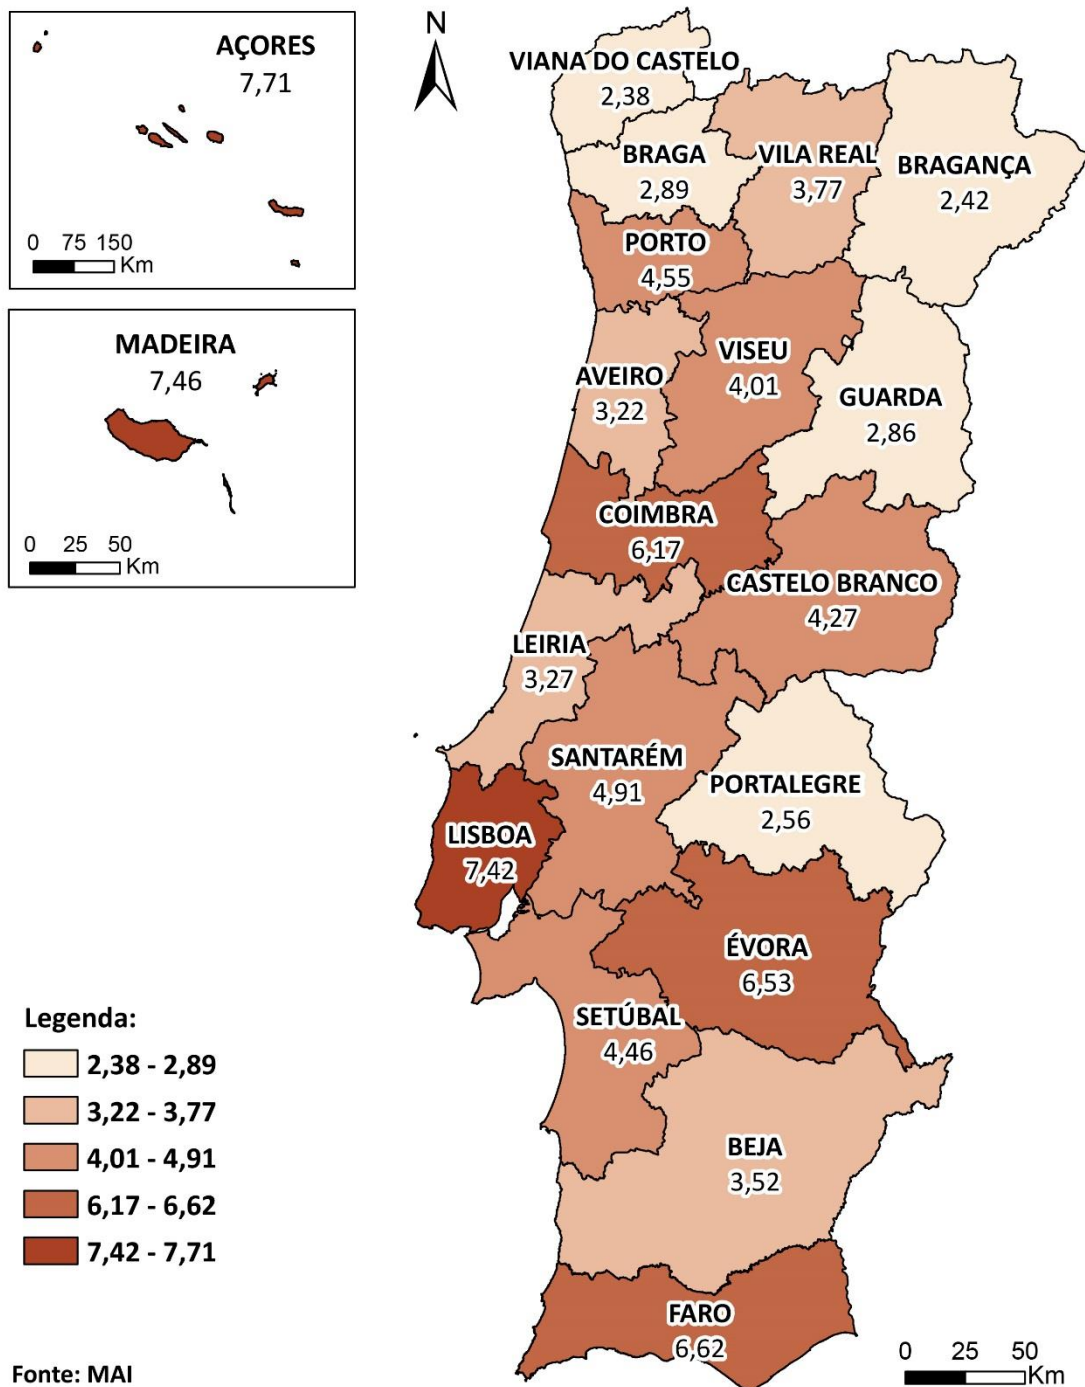 AÇORES
7,71
0 75 150
Km
MADEIRA
7,46
0 25 50
Km
N
VIANA DO CASTELO
2,38
BRAGA
2,89
VILA REAL
3,77
BRAGANÇA
2,42
PORTO
4,55
VISEU
4,01
AVEIRO
3,22
GUARDA
2,86
COIMBRA
6,17
CASTELO BRANCO
4,27
LEIRIA
3,27
SANTARÉM
4,91
PORTALEGRE
2,56
LISBOA
7,42
ÉVORA
6,53
SETÚBAL
4,46
BEJA
3,52
FARO
6,62
Legenda:
2,38 - 2,89
3,22 - 3,77
4,01 - 4,91
6,17 - 6,62
7,42 - 7,71
Fonte: MAI
0 25 50
Km